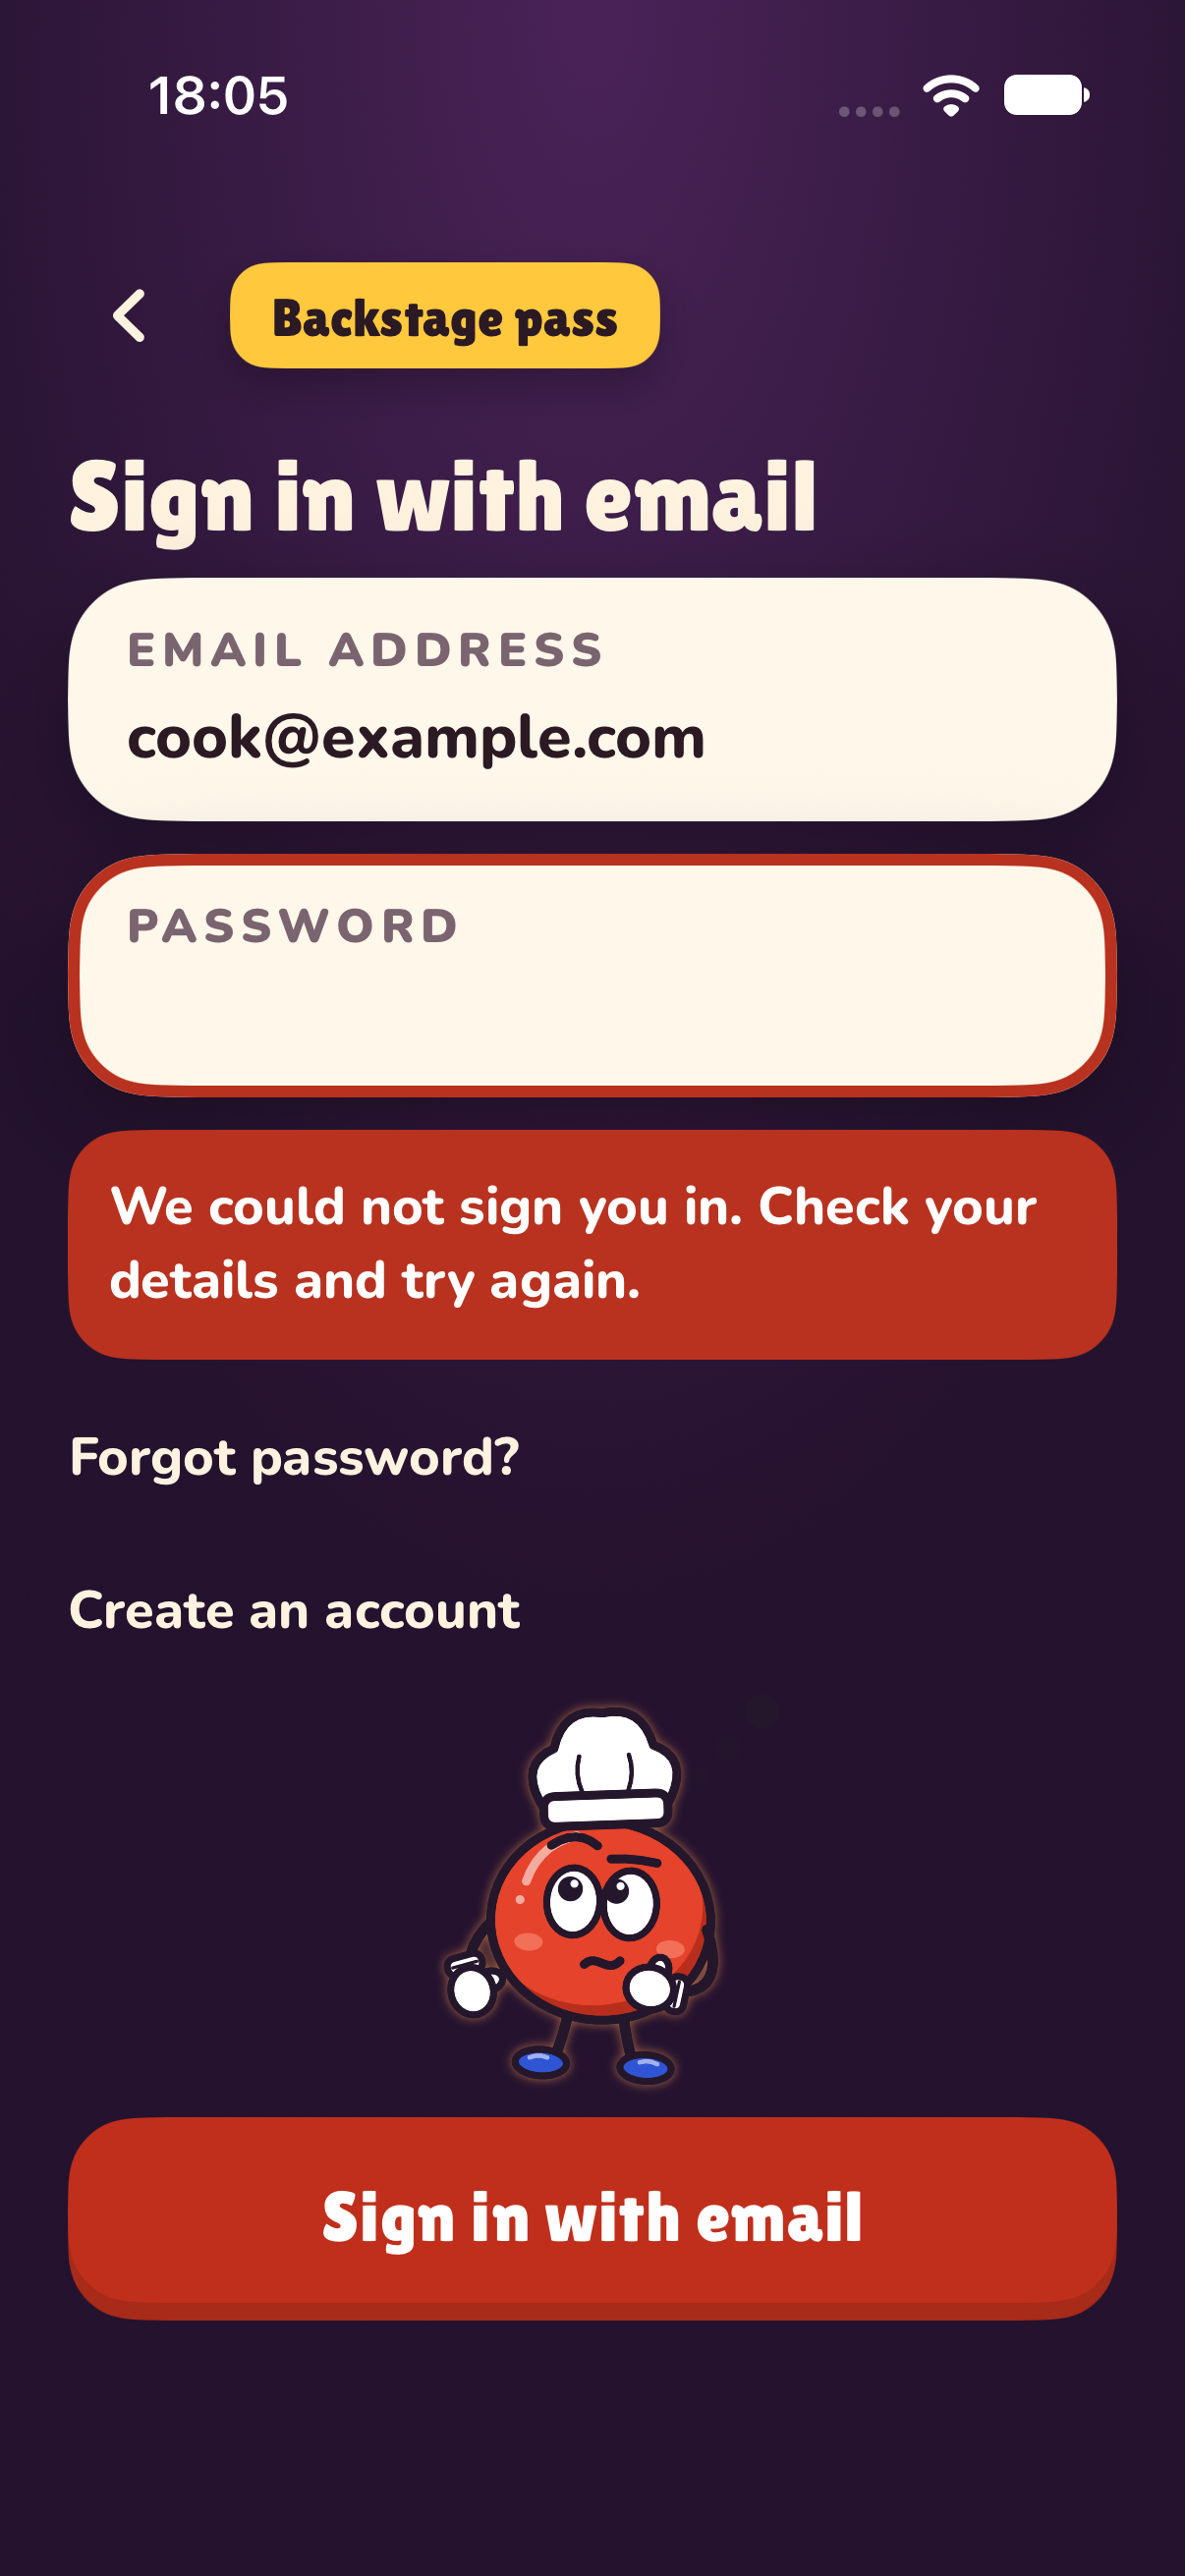 18:05
Backstage pass
Sign in with email
EMAIL ADDRESS
cook@example.com
PASSWORD
We could not sign you in. Check your
details and try again.
Forgot password?
Create an account
Sign in with email